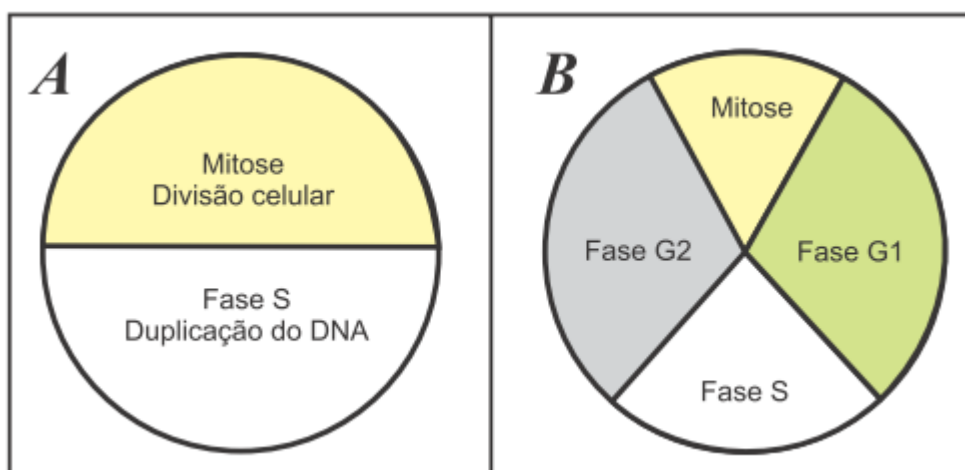 A
Mitose
Divisão celular
Fase S
Duplicação do DNA
B
Mitose
Fase G2
Fase G1
Fase S